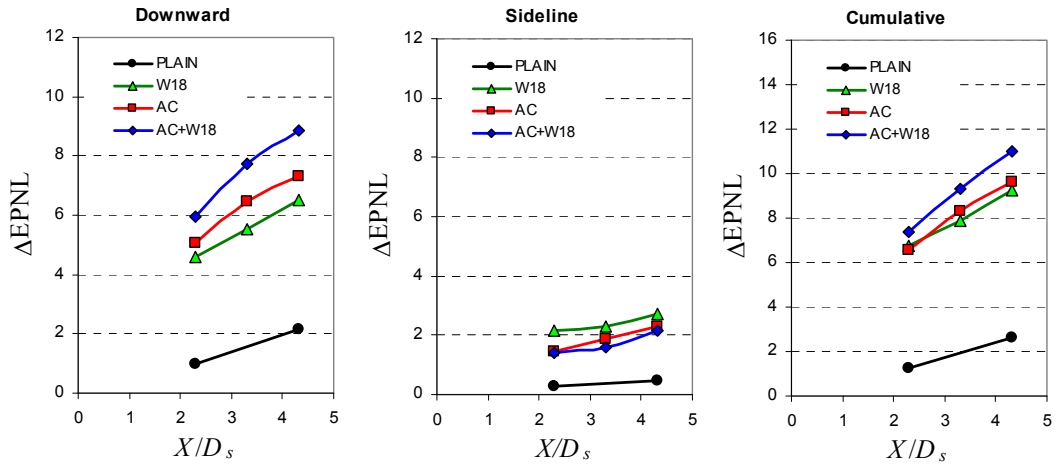 Downward
12
10
8
6
4
2
0
ΔEPNL
PLAIN
W18
AC
AC+W18
0 1 2 3 4 5
X/Ds
Sideline
12
10
8
6
4
2
0
ΔEPNL
PLAIN
W18
AC
AC+W18
0 1 2 3 4 5
X/Ds
Cumulative
16
14
12
10
8
6
4
2
0
ΔEPNL
PLAIN
W18
AC
AC+W18
0 1 2 3 4 5
X/Ds